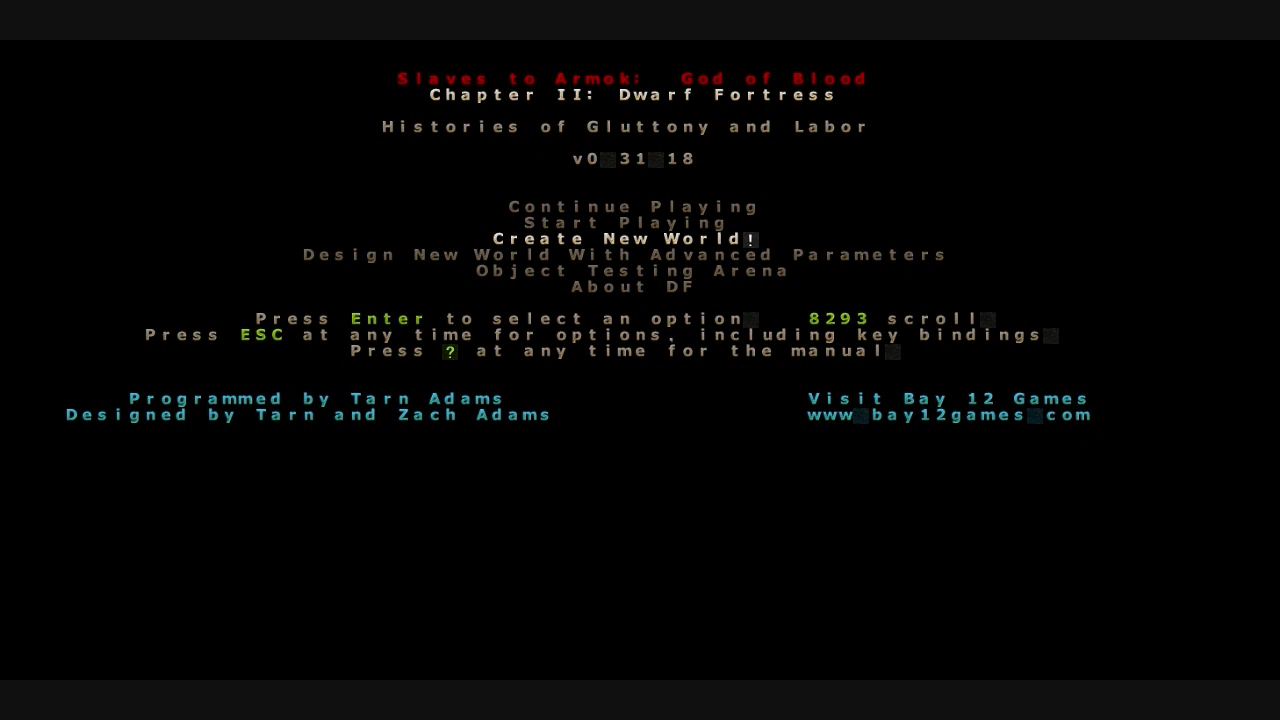 Slaves to Armok: God of Blood
Chapter II: Dwarf Fortress
Histories of Gluttony and Labor
v0 31 18
Continue Playing
Start Playing
Create New World!
Design New World With Advanced Parameters
Object Testing Arena
About DF
Press Enter to select an option 8293 scroll
Press ESC at any time for options, including key bindings
Press ? at any time for the manual
Programmed by Tarn Adams
Designed by Tarn and Zach Adams
Visit Bay 12 Games
www bay12games com